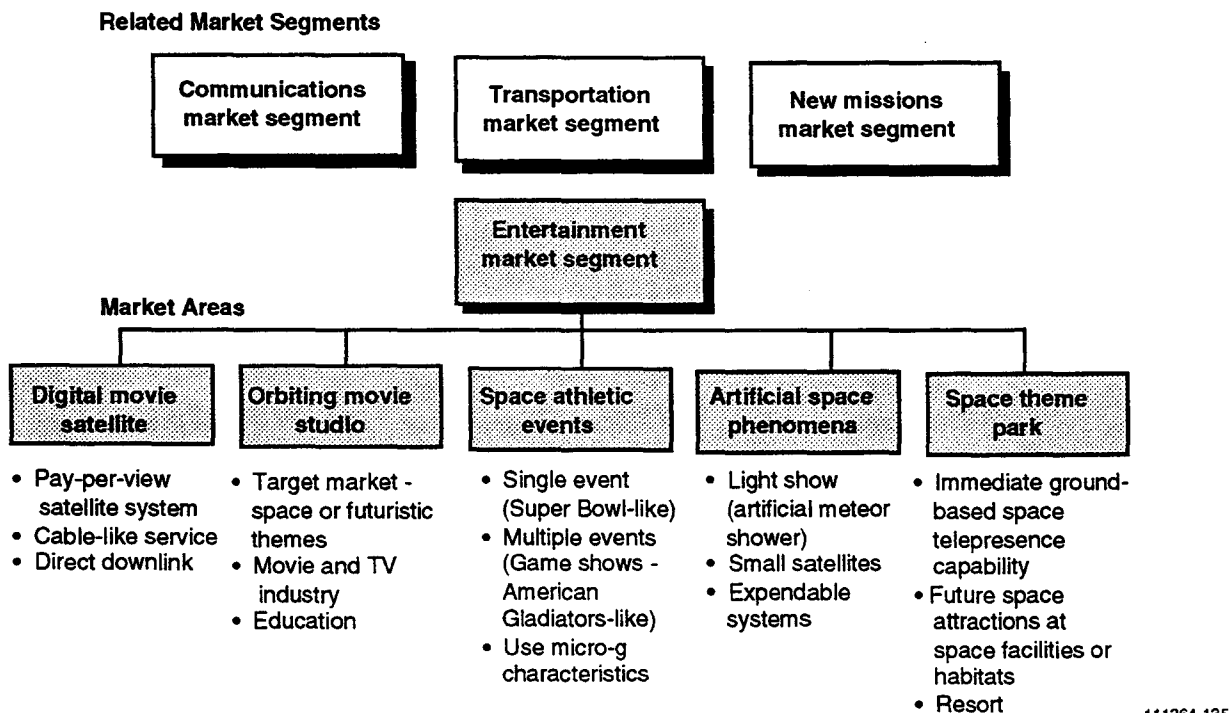 Related Market Segments
Communications
market segment
Transportation
market segment
New missions
market segment
Entertainment
market segment
Market Areas
Digital movie
satellite
• Pay-per-view
satellite system
• Cable-like service
• Direct downlink
Orbiting movie
studio
• Target market -
space or futuristic
themes
• Movie and TV
industry
• Education
Space athletic
events
• Single event
(Super Bowl-like)
• Multiple events
(Game shows -
American
Gladiators-like)
• Use micro-g
characteristics
Artificial space
phenomena
• Light show
(artificial meteor
shower)
• Small satellites
• Expendable
systems
Space theme
park
• Immediate ground-
based space
telepresence
capability
• Future space
attractions at
space facilities or
habitats
• Resort